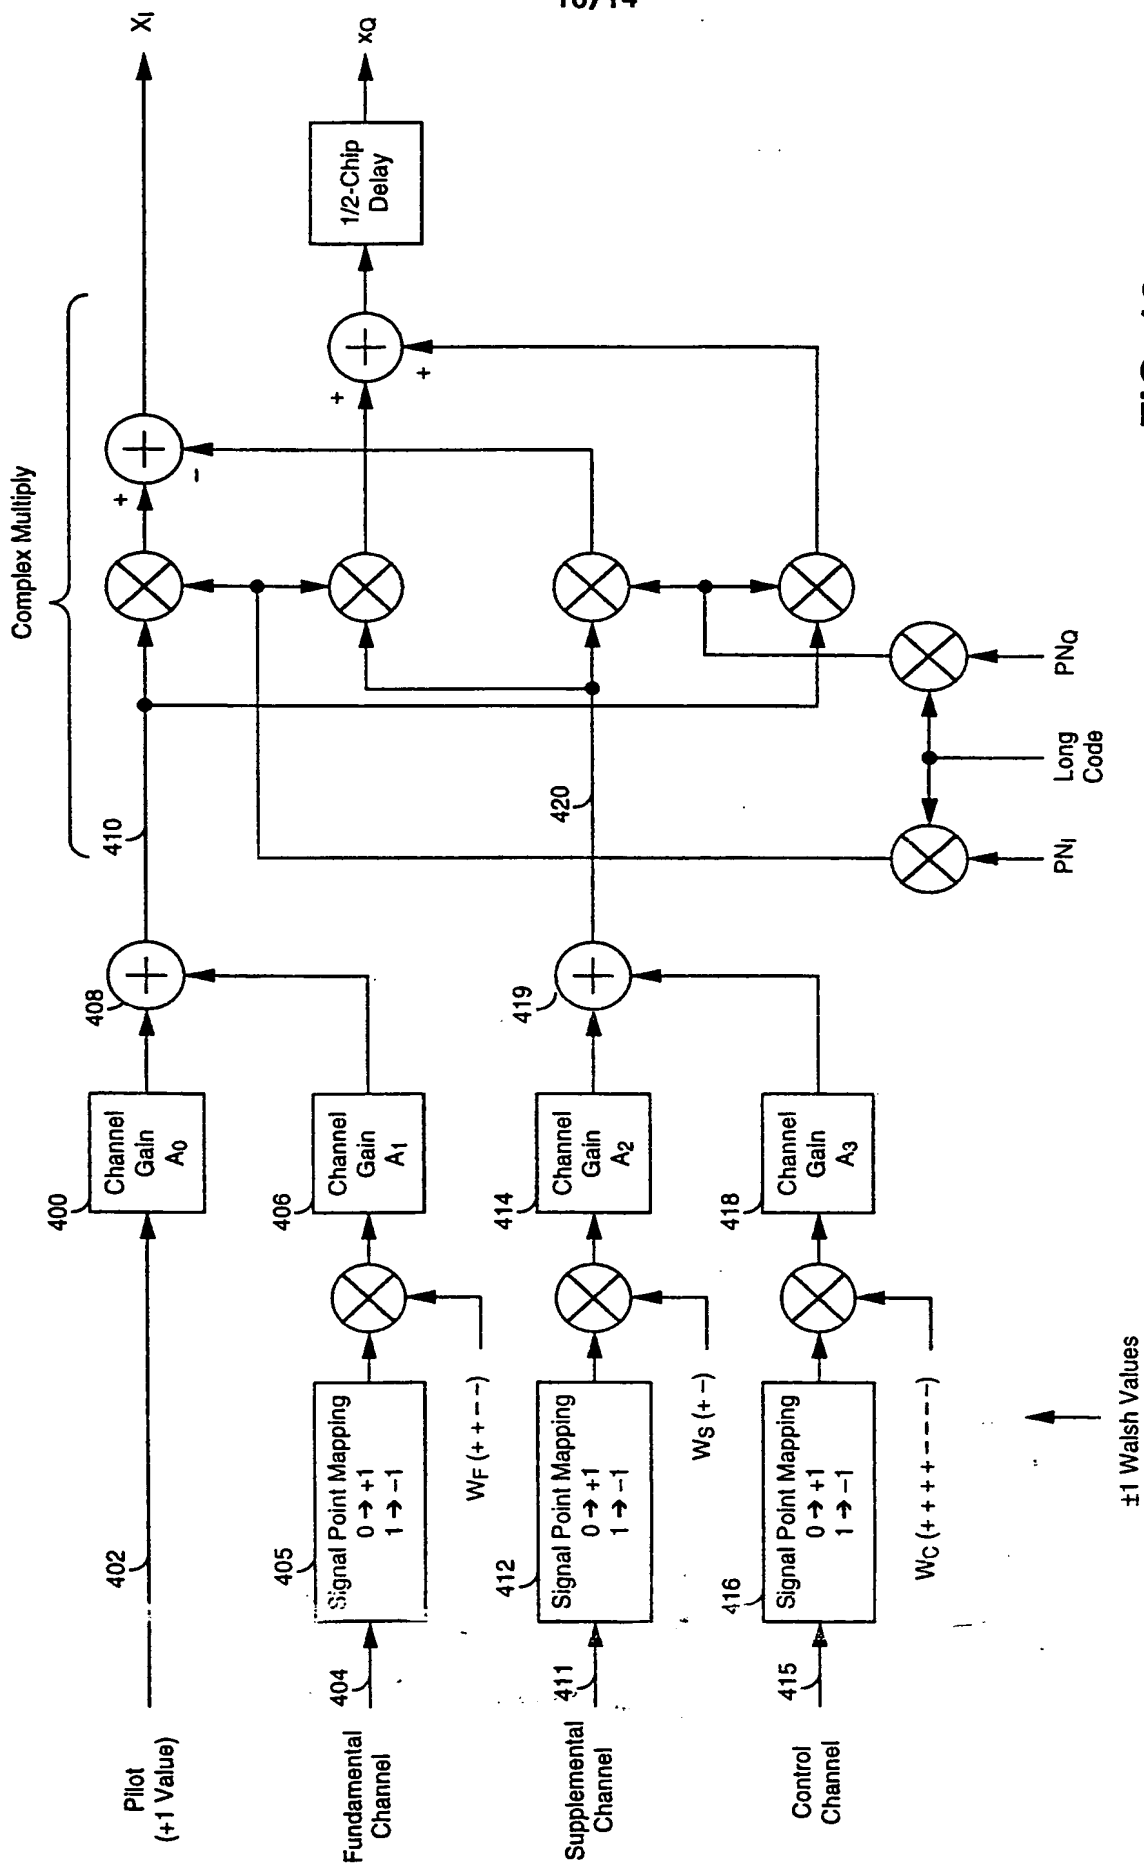 Pilot
(+1 Value)
402
400
Channel
Gain
A0
408
410
Complex Multiply
+
-
XI
Fundamental
Channel
404
405
Signal Point Mapping
0 → +1
1 → -1
WF (+ + - -)
406
Channel
Gain
A1
+
+
1/2-Chip
Delay
XQ
Supplemental
Channel
411
412
Signal Point Mapping
0 → +1
1 → -1
WS (+ -)
414
Channel
Gain
A2
419
420
Control
Channel
415
416
Signal Point Mapping
0 → +1
1 → -1
WC (+ + + + - - - -)
418
Channel
Gain
A3
PNI
Long
Code
PNQ
±1 Walsh Values